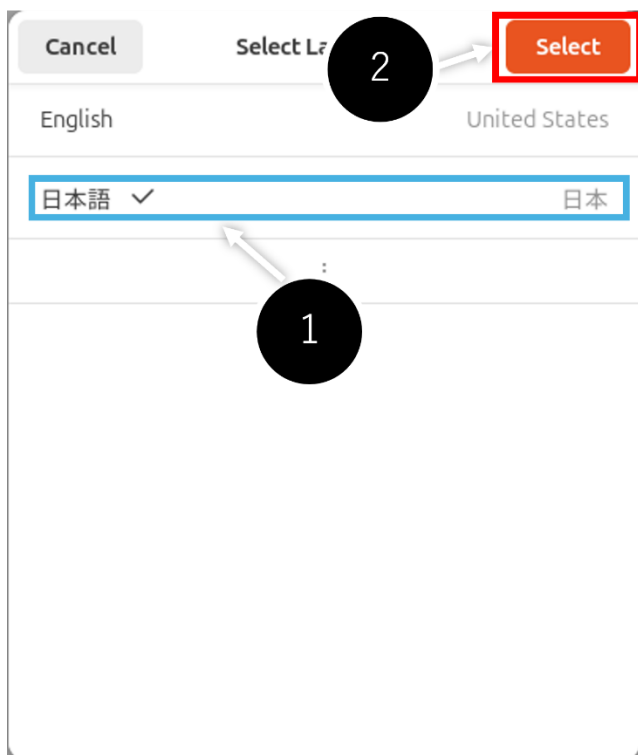 Cancel Select La 2 Select
English United States
日本語 ✓ 日本
⋮
1